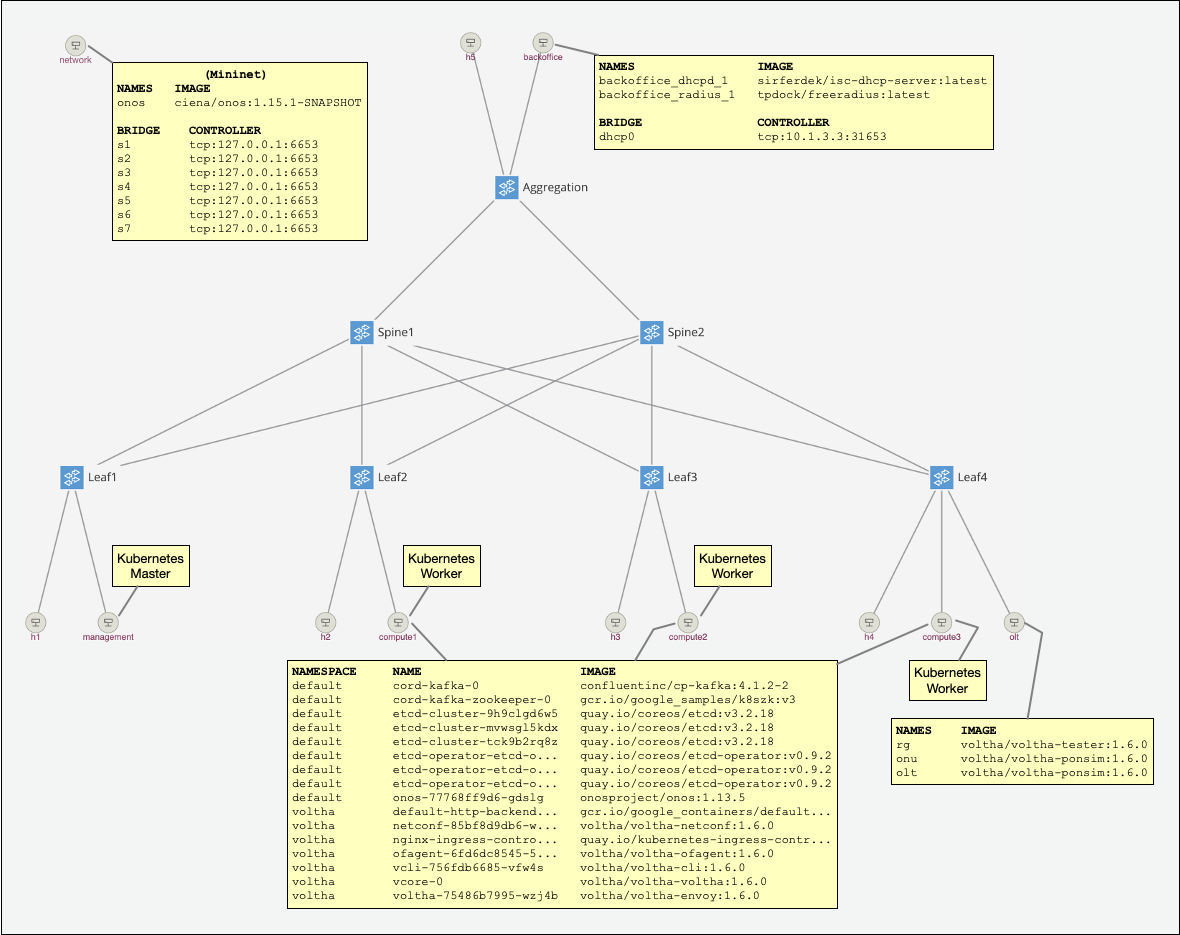 network
h5
backoffice
(Mininet)
NAMES IMAGE
onos ciena/onos:1.15.1-SNAPSHOT
BRIDGE CONTROLLER
s1 tcp:127.0.0.1:6653
s2 tcp:127.0.0.1:6653
s3 tcp:127.0.0.1:6653
s4 tcp:127.0.0.1:6653
s5 tcp:127.0.0.1:6653
s6 tcp:127.0.0.1:6653
s7 tcp:127.0.0.1:6653
NAMES IMAGE
backoffice_dhcpd_1 sirferdek/isc-dhcp-server:latest
backoffice_radius_1 tpdock/freeradius:latest
BRIDGE CONTROLLER
dhcp0 tcp:10.1.3.3:31653
Aggregation
Spine1
Spine2
Leaf1
Leaf2
Leaf3
Leaf4
Kubernetes
Master
Kubernetes
Worker
Kubernetes
Worker
h1
management
h2
compute1
h3
compute2
h4
compute3
olt
Kubernetes
Worker
NAMESPACE NAME IMAGE
default cord-kafka-0 confluentinc/cp-kafka:4.1.2-2
default cord-kafka-zookeeper-0 gcr.io/google_samples/k8szk:v3
default etcd-cluster-9h9clgd6w5 quay.io/coreos/etcd:v3.2.18
default etcd-cluster-mvwsgl5kdx quay.io/coreos/etcd:v3.2.18
default etcd-cluster-tck9b2rq8z quay.io/coreos/etcd:v3.2.18
default etcd-operator-etcd-o... quay.io/coreos/etcd-operator:v0.9.2
default etcd-operator-etcd-o... quay.io/coreos/etcd-operator:v0.9.2
default etcd-operator-etcd-o... quay.io/coreos/etcd-operator:v0.9.2
default onos-77768ff9d6-gdslg onosproject/onos:1.13.5
voltha default-http-backend... gcr.io/google_containers/default...
voltha netconf-85bf8d9db6-w... voltha/voltha-netconf:1.6.0
voltha nginx-ingress-contro... quay.io/kubernetes-ingress-contr...
voltha ofagent-6fd6dc8545-5... voltha/voltha-ofagent:1.6.0
voltha vcli-756fdb6685-vfw4s voltha/voltha-cli:1.6.0
voltha vcore-0 voltha/voltha-voltha:1.6.0
voltha voltha-75486b7995-wzj4b voltha/voltha-envoy:1.6.0
NAMES IMAGE
rg voltha/voltha-tester:1.6.0
onu voltha/voltha-ponsim:1.6.0
olt voltha/voltha-ponsim:1.6.0